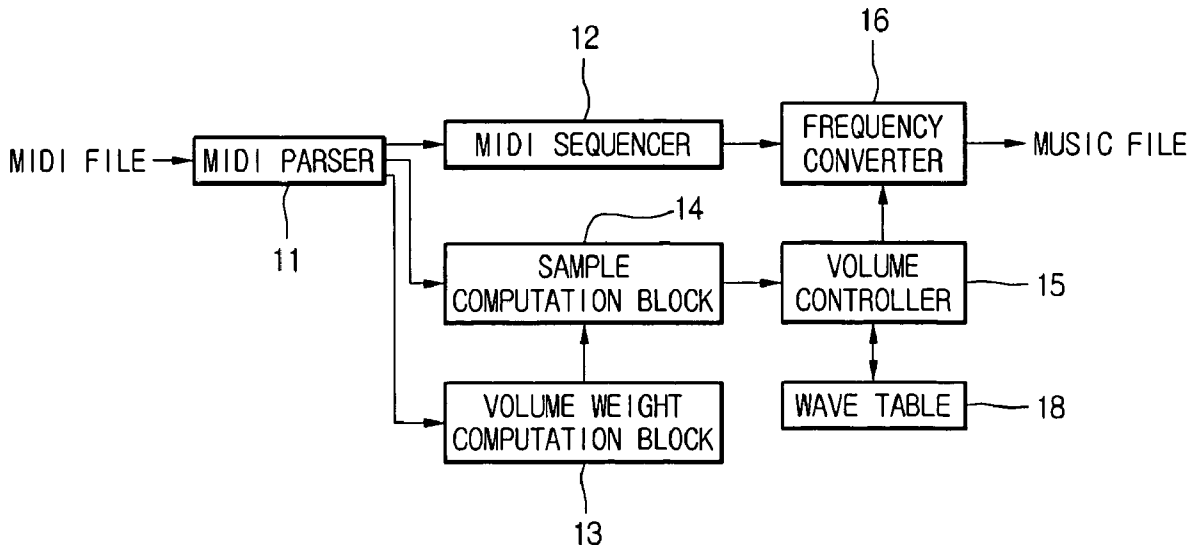 16
12
FREQUENCY
CONVERTER
MIDI SEQUENCER
MUSIC FILE
MIDI FILE
MIDI PARSER
14
11
SAMPLE
COMPUTATION BLOCK
VOLUME
CONTROLLER
15
VOLUME WEIGHT
COMPUTATION BLOCK
WAVE TABLE
18
13